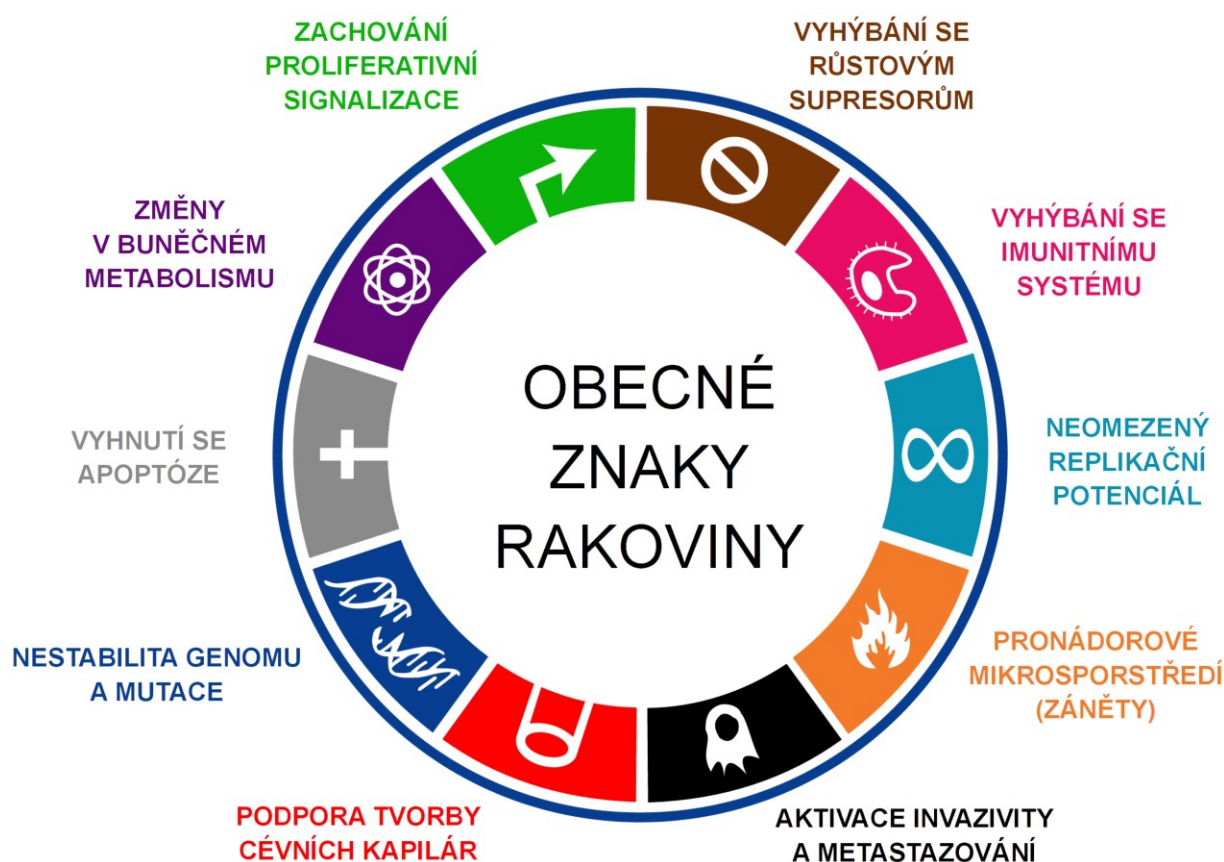 ZACHOVÁNÍ
PROLIFERATIVNÍ
SIGNALIZACE
VYHÝBÁNÍ SE
RŮSTOVÝM
SUPRESORŮM
ZMĚNY
V BUNĚČNÉM
METABOLISMU
VYHÝBÁNÍ SE
IMUNITNÍMU
SYSTÉMU
OBECNÉ
ZNAKY
RAKOVINY
VYHNUTÍ SE
APOPTÓZE
NEOMEZENÝ
REPLIKAČNÍ
POTENCIÁL
NESTABILITA GENOMU
A MUTACE
PRONÁDOROVÉ
MIKROSPORSTŘEDÍ
(ZÁNĚTY)
PODPORA TVORBY
CÉVNÍCH KAPILÁR
AKTIVACE INVAZIVITY
A METASTAZOVÁNÍ